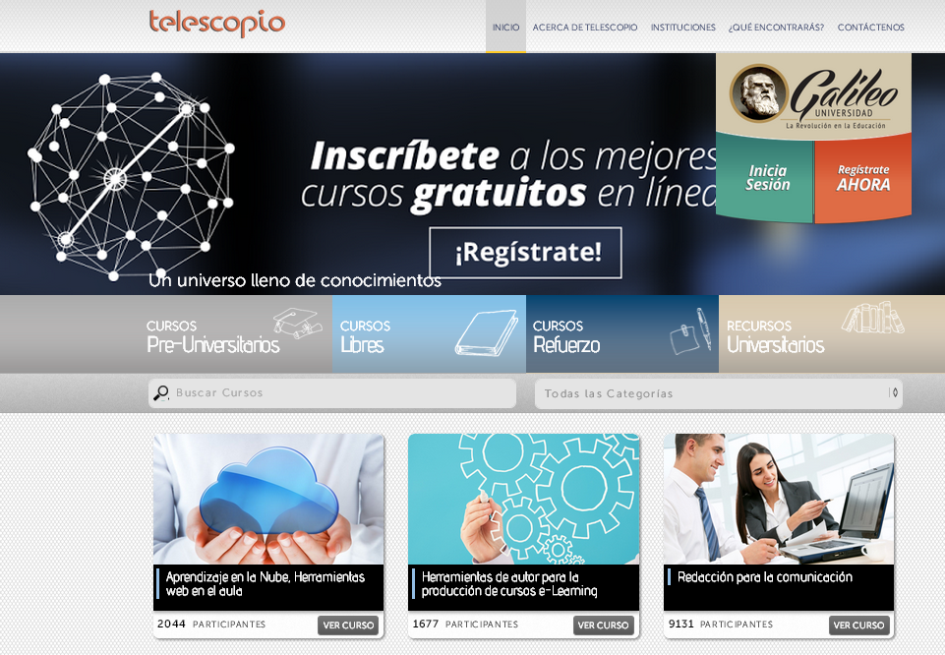 telescopio
INICIO
ACERCA DE TELESCOPIO
INSTITUCIONES
¿QUÉ ENCONTRARÁS?
CONTÁCTENOS
Galileo
UNIVERSIDAD
La Revolución en la Educación
Inicia
Sesión
Regístrate
AHORA
Inscríbete a los mejores
cursos gratuitos en línea
¡Regístrate!
Un universo lleno de conocimientos
CURSOS
Pre-Universitarios
CURSOS
Libres
CURSOS
Refuerzo
RECURSOS
Universitarios
Buscar Cursos
Todas las Categorías
Aprendizaje en la Nube, Herramientas
web en el aula
2044 PARTICIPANTES
VER CURSO
Herramientas de autor para la
producción de cursos e-Learning
1677 PARTICIPANTES
VER CURSO
Redacción para la comunicación
9131 PARTICIPANTES
VER CURSO